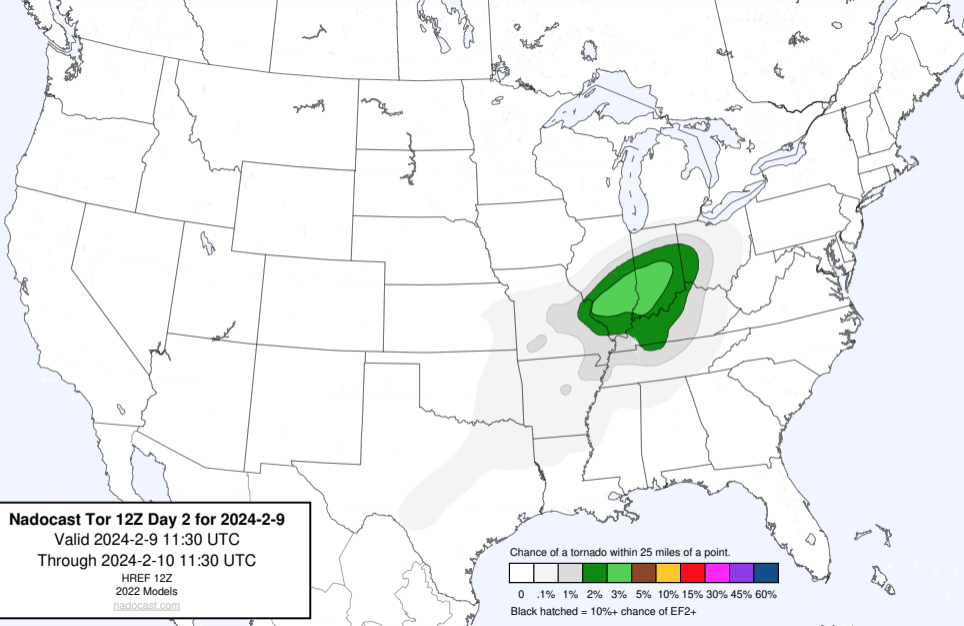 Nadocast Tor 12Z Day 2 for 2024-2-9
Valid 2024-2-9 11:30 UTC
Through 2024-2-10 11:30 UTC
HREF 12Z
2022 Models
nadocast.com
Chance of a tornado within 25 miles of a point.
0 .1% 1% 2% 3% 5% 10% 15% 30% 45% 60%
Black hatched = 10%+ chance of EF2+